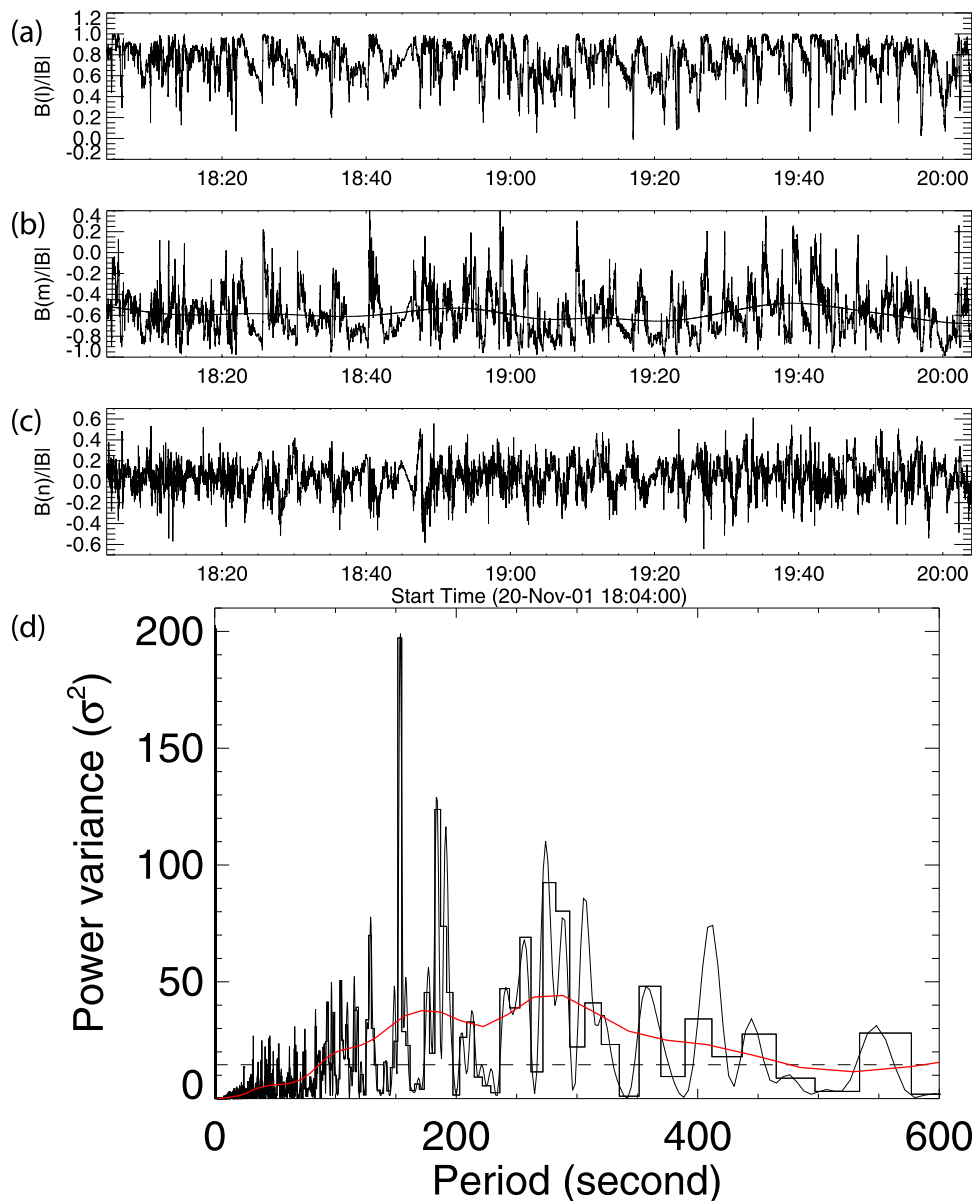 (a)
B(l)/|B|
1.2
1.0
0.8
0.6
0.4
0.2
0.0
-0.2
18:20 18:40 19:00 19:20 19:40 20:00
(b)
B(m)/|B|
0.4
0.2
0.0
-0.2
-0.4
-0.6
-0.8
-1.0
18:20 18:40 19:00 19:20 19:40 20:00
(c)
B(n)/|B|
0.6
0.4
0.2
0.0
-0.2
-0.4
-0.6
18:20 18:40 19:00 19:20 19:40 20:00
Start Time (20-Nov-01 18:04:00)
(d)
Power variance (σ²)
200
150
100
50
0
0 200 400 600
Period (second)